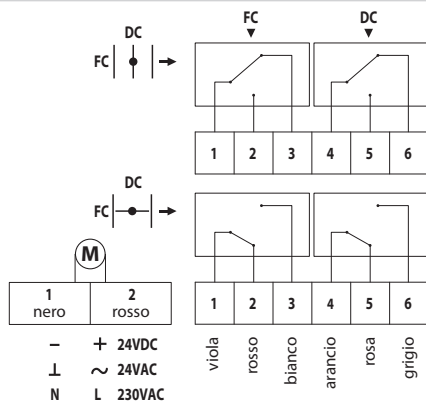 FC DC
DC
FC
1 2 3 4 5 6
DC
FC
M
1 2
nero rosso
1 2 3 4 5 6
viola rosso bianco arancio rosa grigio
− + 24VDC
⊥ ~ 24VAC
N L 230VAC